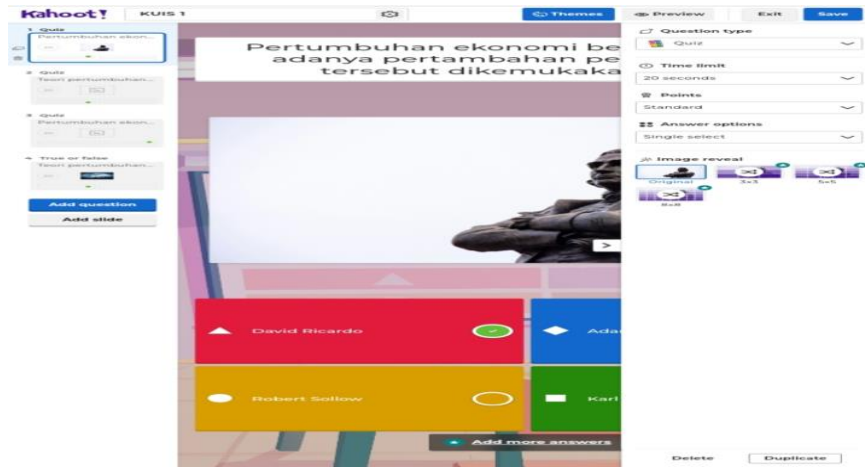 Kahoot!
KUIS 1
Themes
Preview
Exit
Save
1 Quiz
Pertumbuhan ekon...
2 Quiz
Teori pertumbuhan...
3 Quiz
Pertumbuhan ekon...
4 True or false
Teori pertumbuhan...
Add question
Add slide
Pertumbuhan ekonomi be
adanya pertambahan pe
tersebut dikemukaka
David Ricardo
Ada
Robert Sollow
Karl
Add more answers
Question type
Quiz
Time limit
20 seconds
Points
Standard
Answer options
Single select
Image reveal
Original
3x3
5x5
8x8
Delete
Duplicate